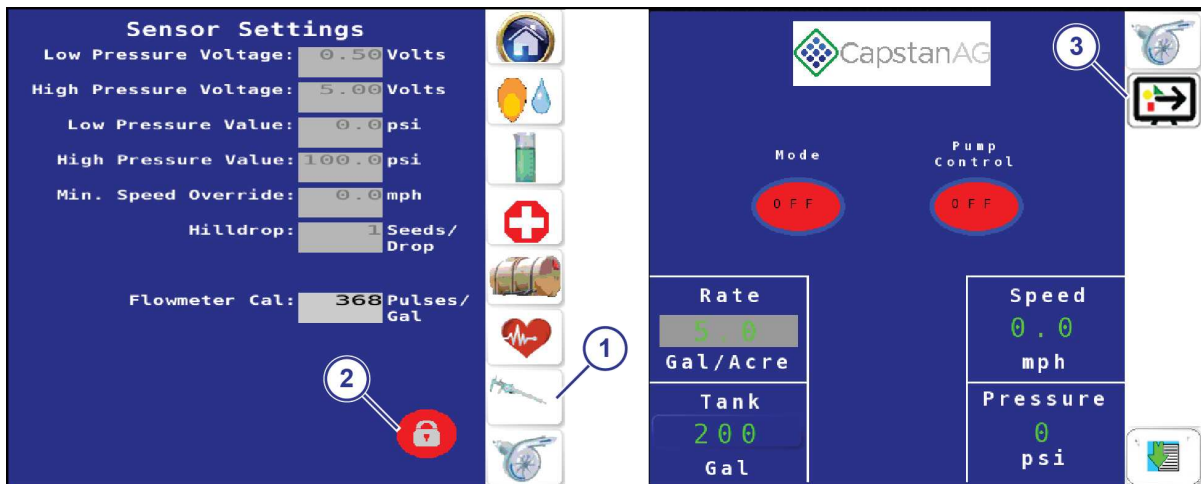 Sensor Settings
Low Pressure Voltage: 0.50 Volts
High Pressure Voltage: 5.00 Volts
Low Pressure Value: 0.0 psi
High Pressure Value: 100.0 psi
Min. Speed Override: 0.0 mph
Hilldrop: 1 Seeds/
Drop
Flowmeter Cal: 368 Pulses/
Gal
1
2
CapstanAG
3
Mode
OFF
Pump
Control
OFF
Rate
5.0
Gal/Acre
Speed
0.0
mph
Tank
200
Gal
Pressure
0
psi